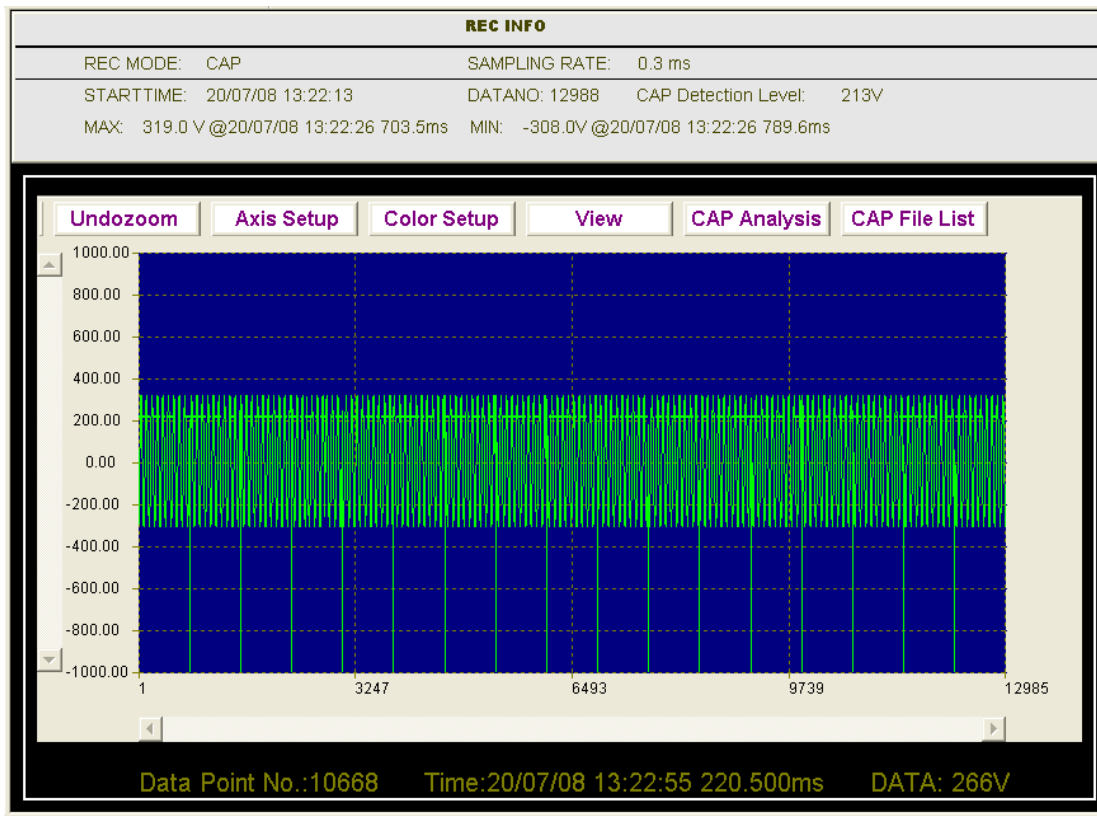 REC INFO
REC MODE: CAP SAMPLING RATE: 0.3 ms
STARTTIME: 20/07/08 13:22:13 DATANO: 12988 CAP Detection Level: 213V
MAX: 319.0 V @20/07/08 13:22:26 703.5ms MIN: -308.0V @20/07/08 13:22:26 789.6ms
Undozoom Axis Setup Color Setup View CAP Analysis CAP File List
1000.00
800.00
600.00
400.00
200.00
0.00
-200.00
-400.00
-600.00
-800.00
-1000.00
1 3247 6493 9739 12985
Data Point No.:10668 Time:20/07/08 13:22:55 220.500ms DATA: 266V